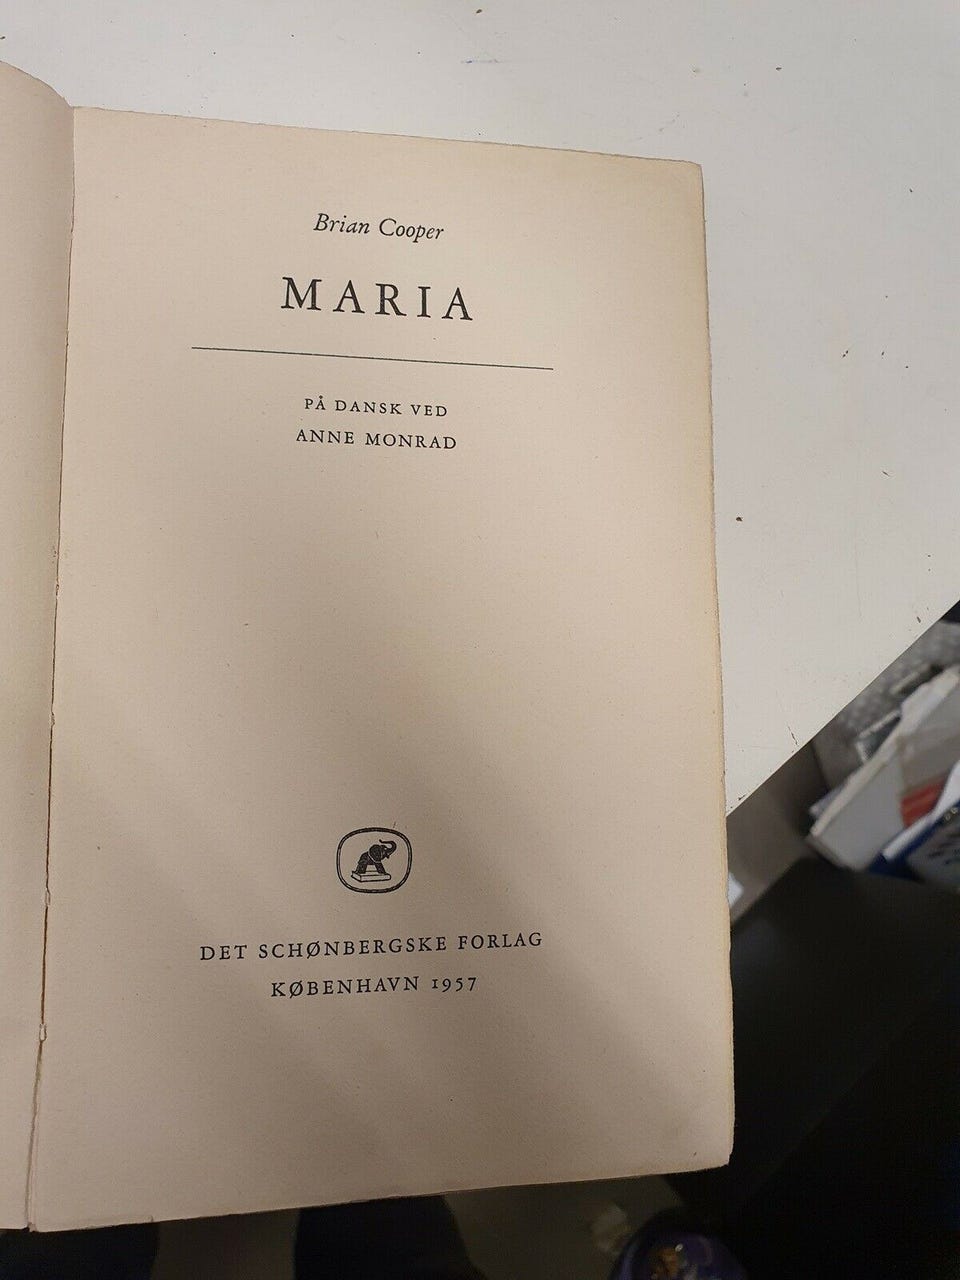 Brian Cooper
MARIA
PÅ DANSK VED
ANNE MONRAD
DET SCHØNBERGSKE FORLAG
KØBENHAVN 1957